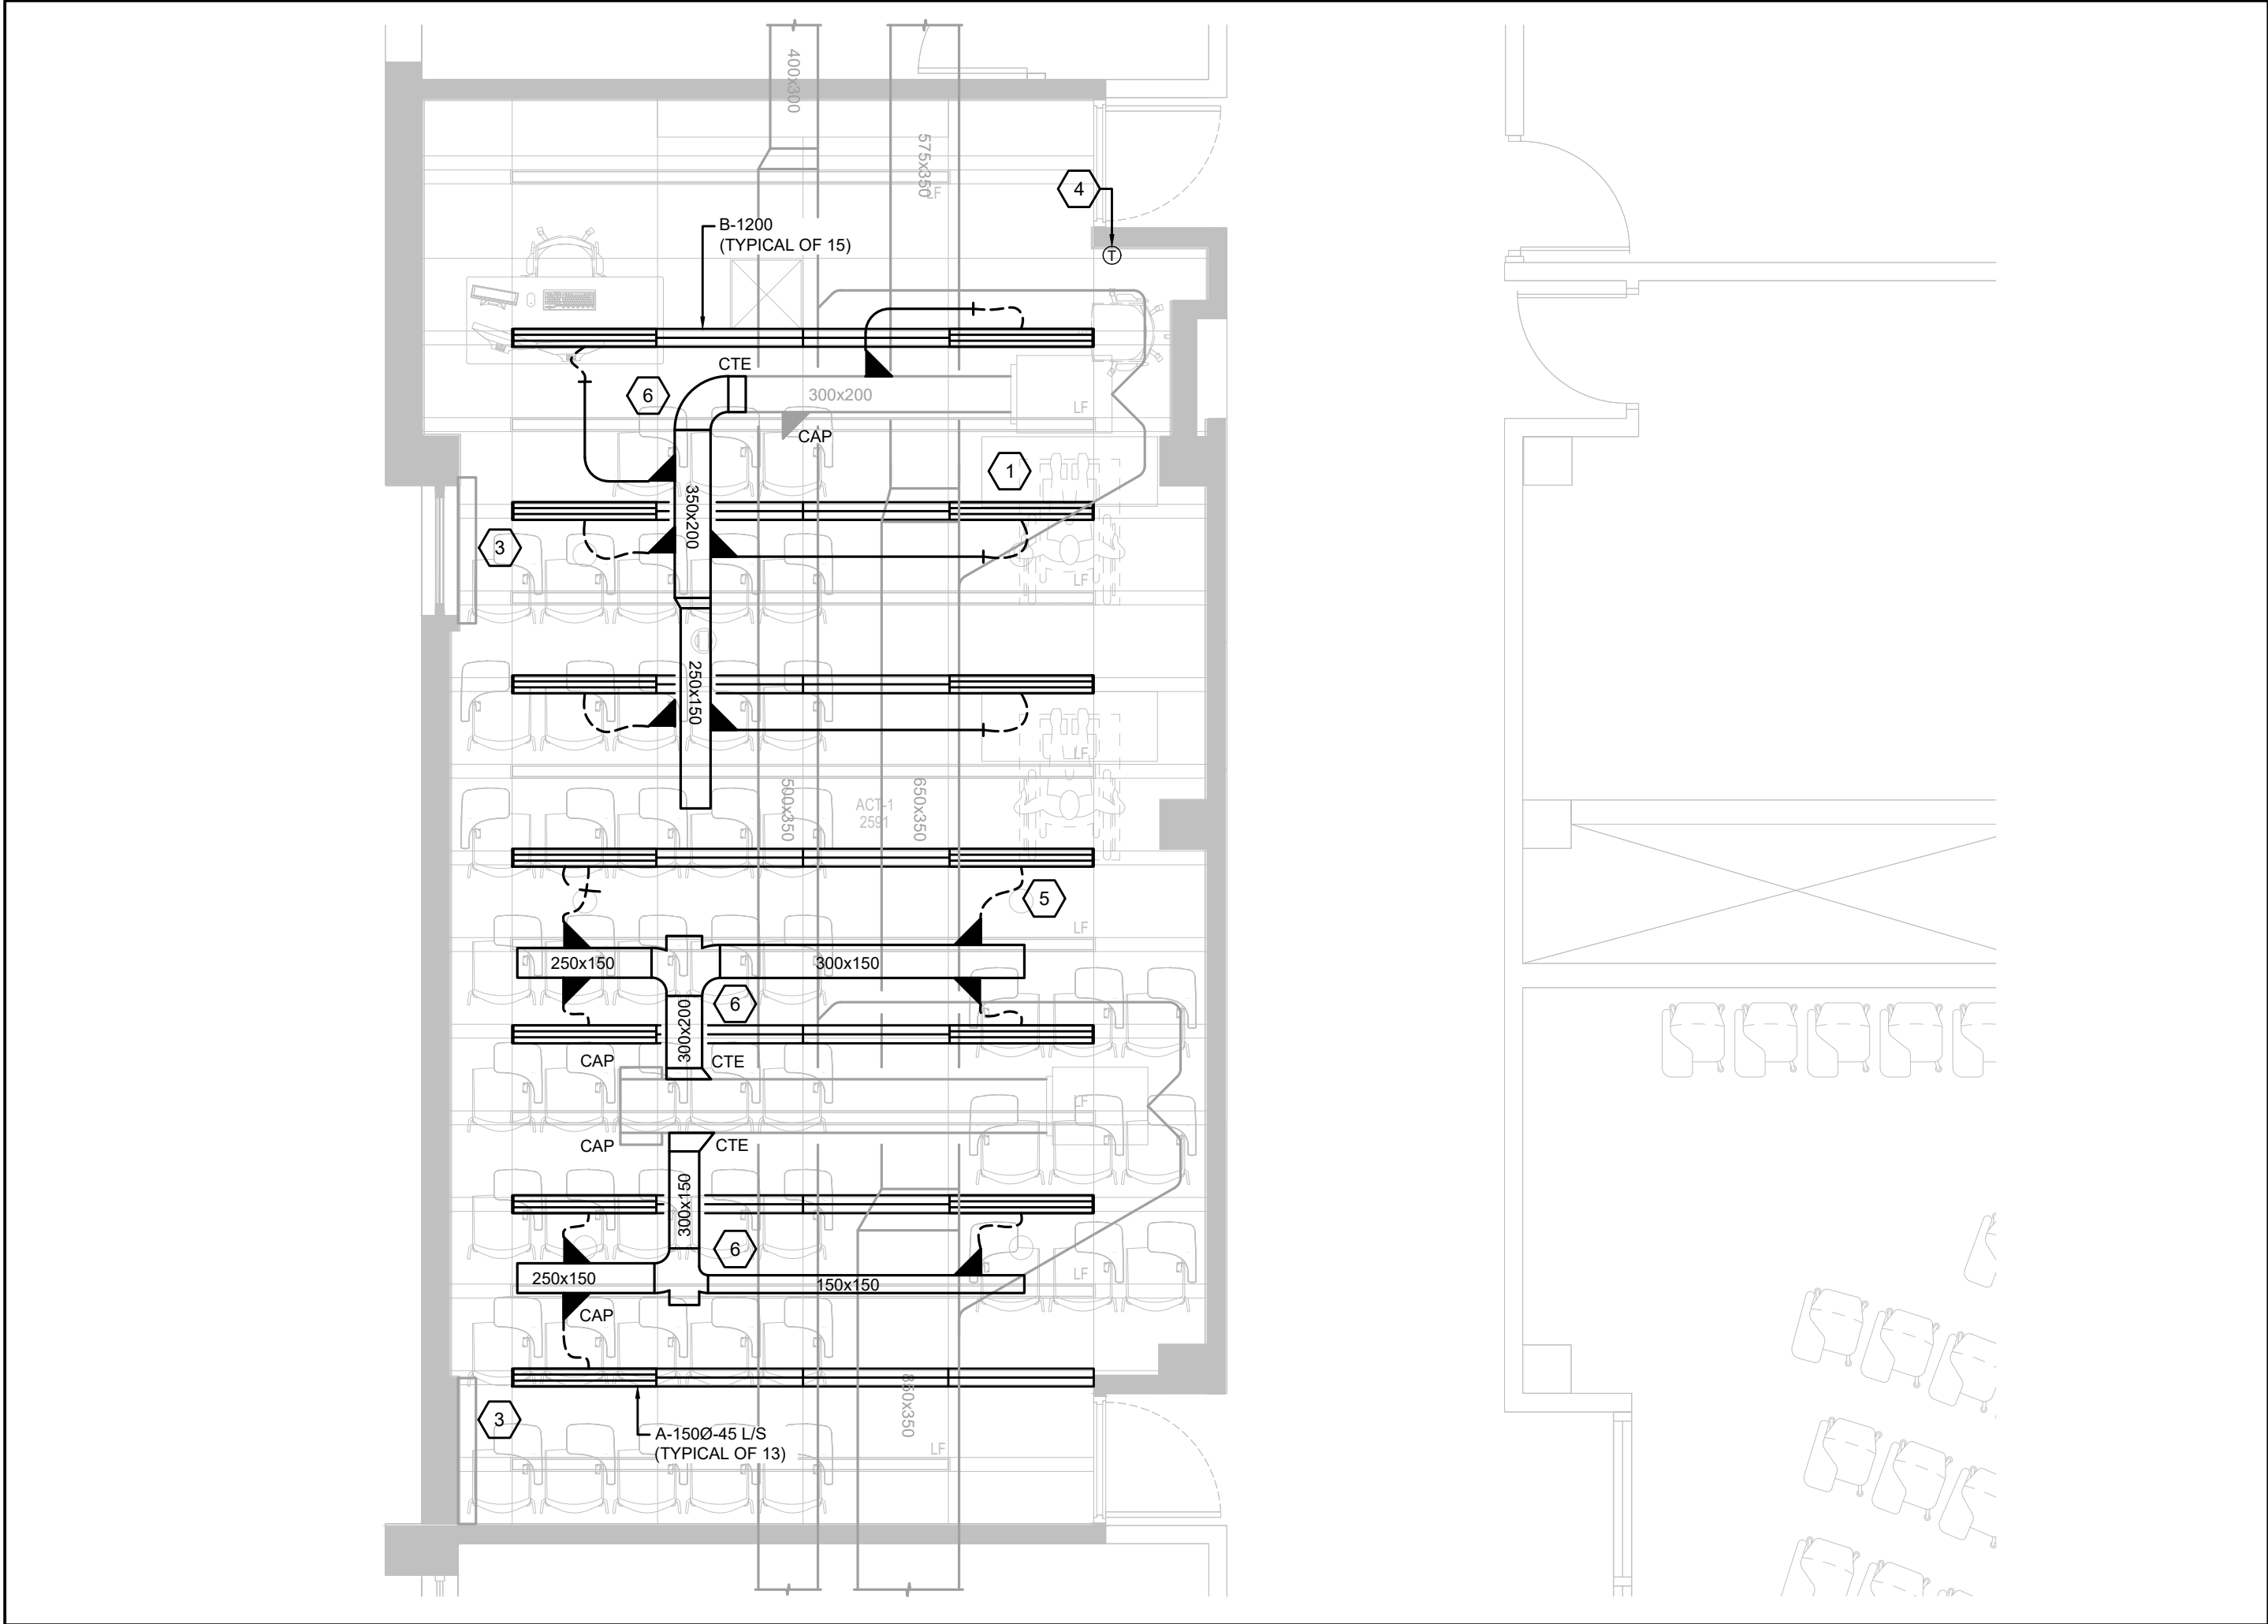 400x300
575x350
LF
4
B-1200
(TYPICAL OF 15)
T
CTE
6
300x200
LF
CAP
1
350x200
3
LF
250x150
LF
500x350
ACT-1
2591
650x350
5
LF
250x150
300x150
6
300x200
CAP
CTE
LF
CAP
CTE
300x150
6
250x150
150x150
LF
CAP
850x350
3
A-150Ø-45 L/S
(TYPICAL OF 13)
LF